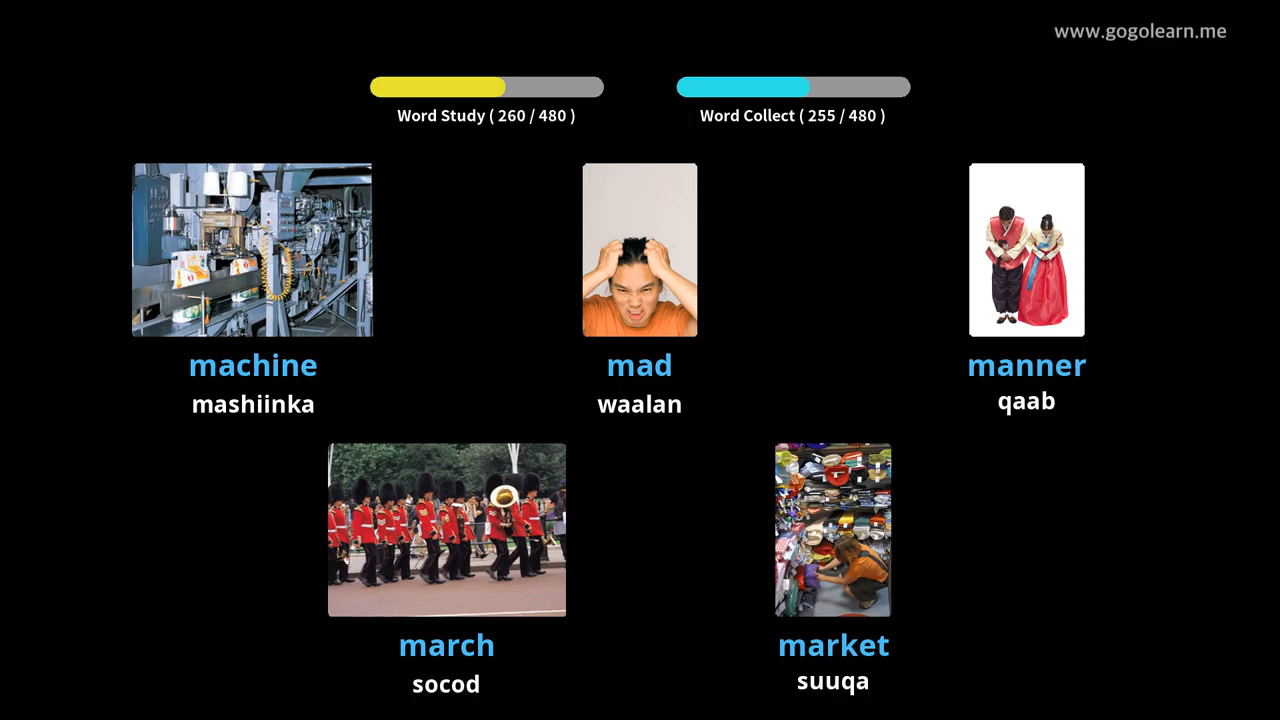 www.gogolearn.me
Word Study ( 260 / 480 )
Word Collect ( 255 / 480 )
machine
mashiinka
mad
waalan
manner
qaab
march
socod
market
suuqa